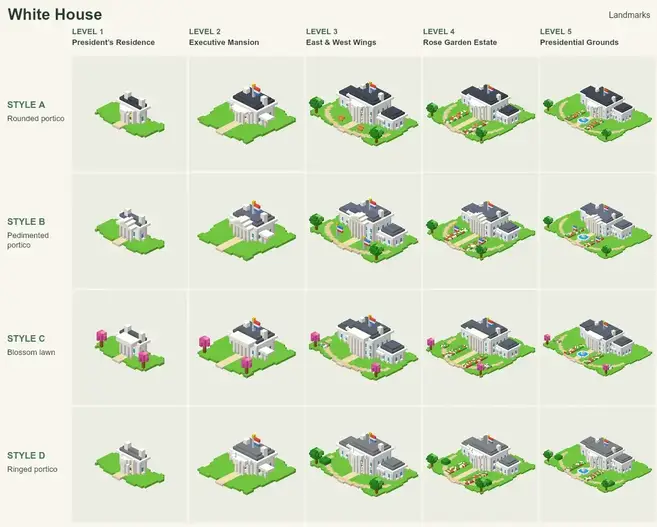 White House
Landmarks
LEVEL 1
President's Residence
LEVEL 2
Executive Mansion
LEVEL 3
East & West Wings
LEVEL 4
Rose Garden Estate
LEVEL 5
Presidential Grounds
STYLE A
Rounded portico
STYLE B
Pedimented
portico
STYLE C
Blossom lawn
STYLE D
Ringed portico